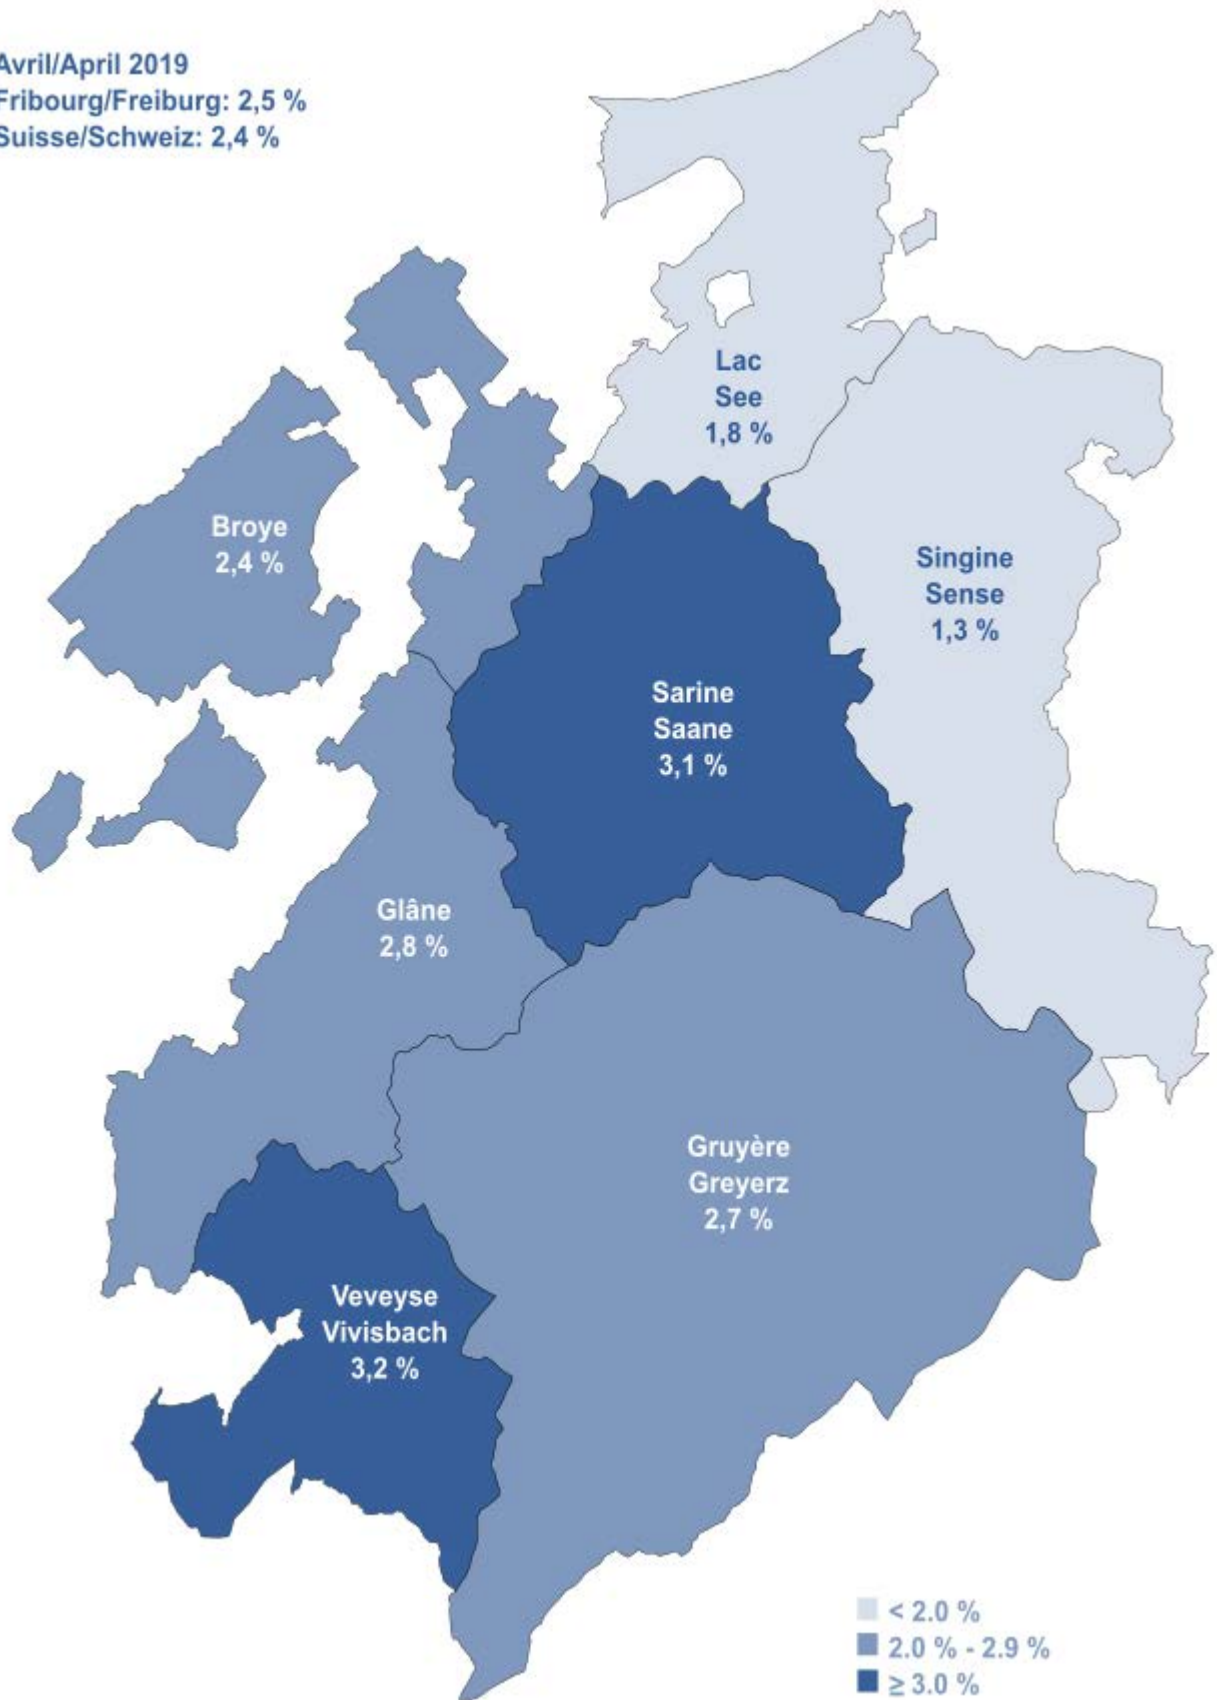 Avril/April 2019
Fribourg/Freiburg: 2,5 %
Suisse/Schweiz: 2,4 %
Lac
See
1,8 %
Broye
2,4 %
Singine
Sense
1,3 %
Sarine
Saane
3,1 %
Glâne
2,8 %
Gruyère
Greyerz
2,7 %
Veveyse
Vivisbach
3,2 %
< 2.0 %
2.0 % - 2.9 %
≥ 3.0 %